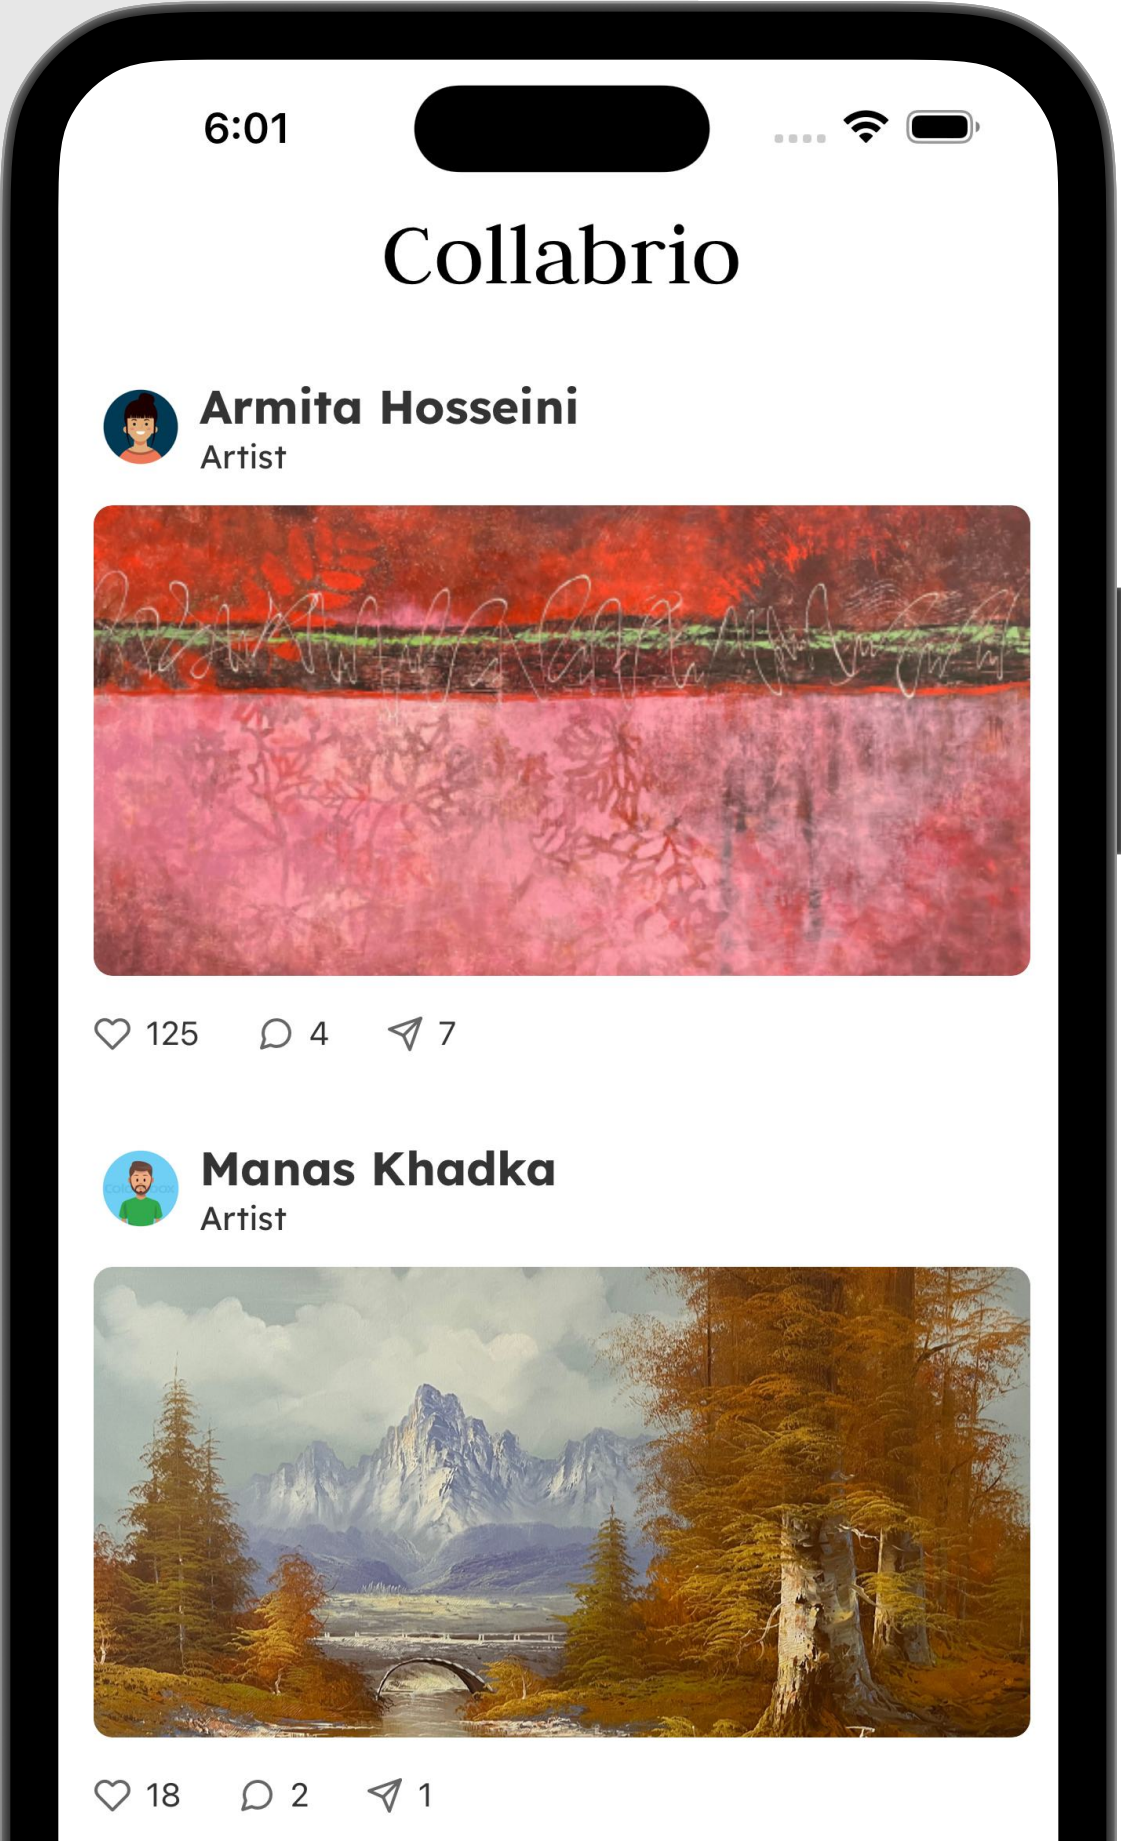 6:01
Collabrio
Armita Hosseini
Artist
125 4 7
Manas Khadka
Artist
18 2 1